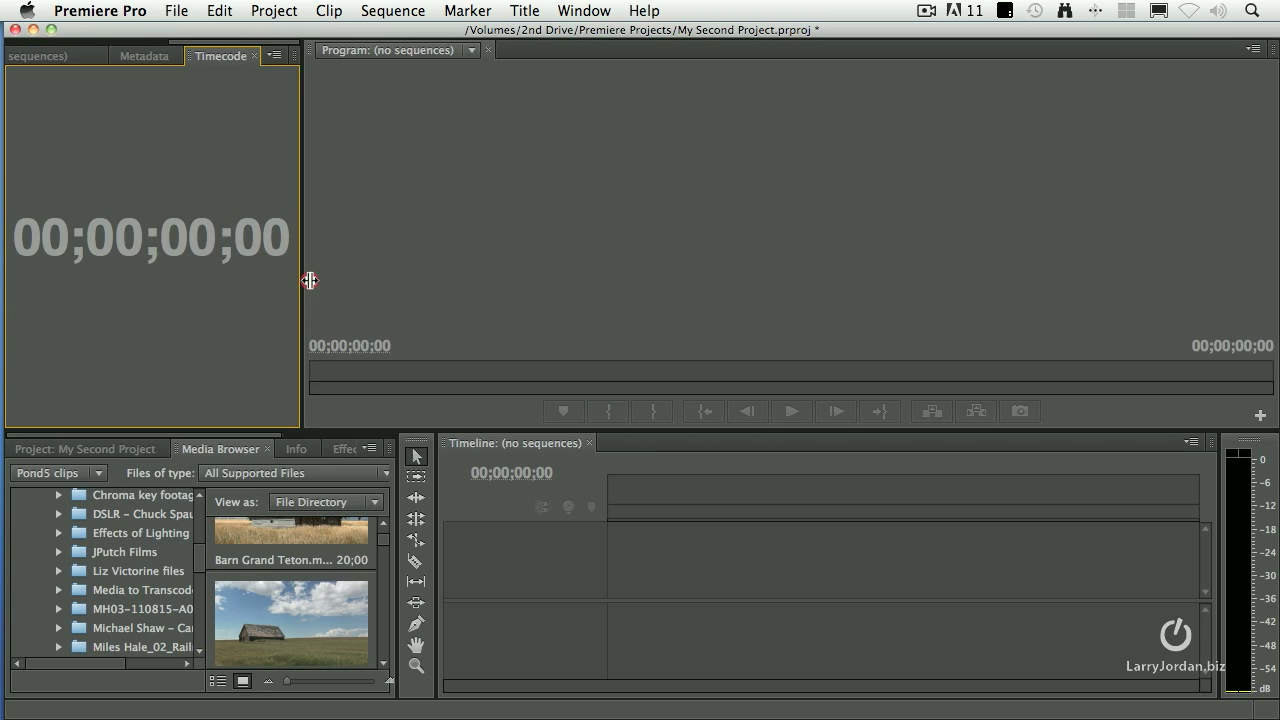 Premiere Pro File Edit Project Clip Sequence Marker Title Window Help 11
/Volumes/2nd Drive/Premiere Projects/My Second Project.prproj *
sequences) Metadata Timecode
Program: (no sequences)
00;00;00;00
00;00;00;00 00;00;00;00
Project: My Second Project Media Browser Info Effec
Timeline: (no sequences)
Pond5 clips Files of type: All Supported Files
00;00;00;00
Chroma key footag
DSLR - Chuck Spau
Effects of Lighting
JPutch Films
Liz Victorine files
Media to Transcod
MH03-110815-A0
Michael Shaw - Car
Miles Hale_02_Rail
View as: File Directory
Barn Grand Teton.m... 20;00
0
-6
-12
-18
-24
-30
-36
-42
-48
-54
dB
LarryJordan.biz